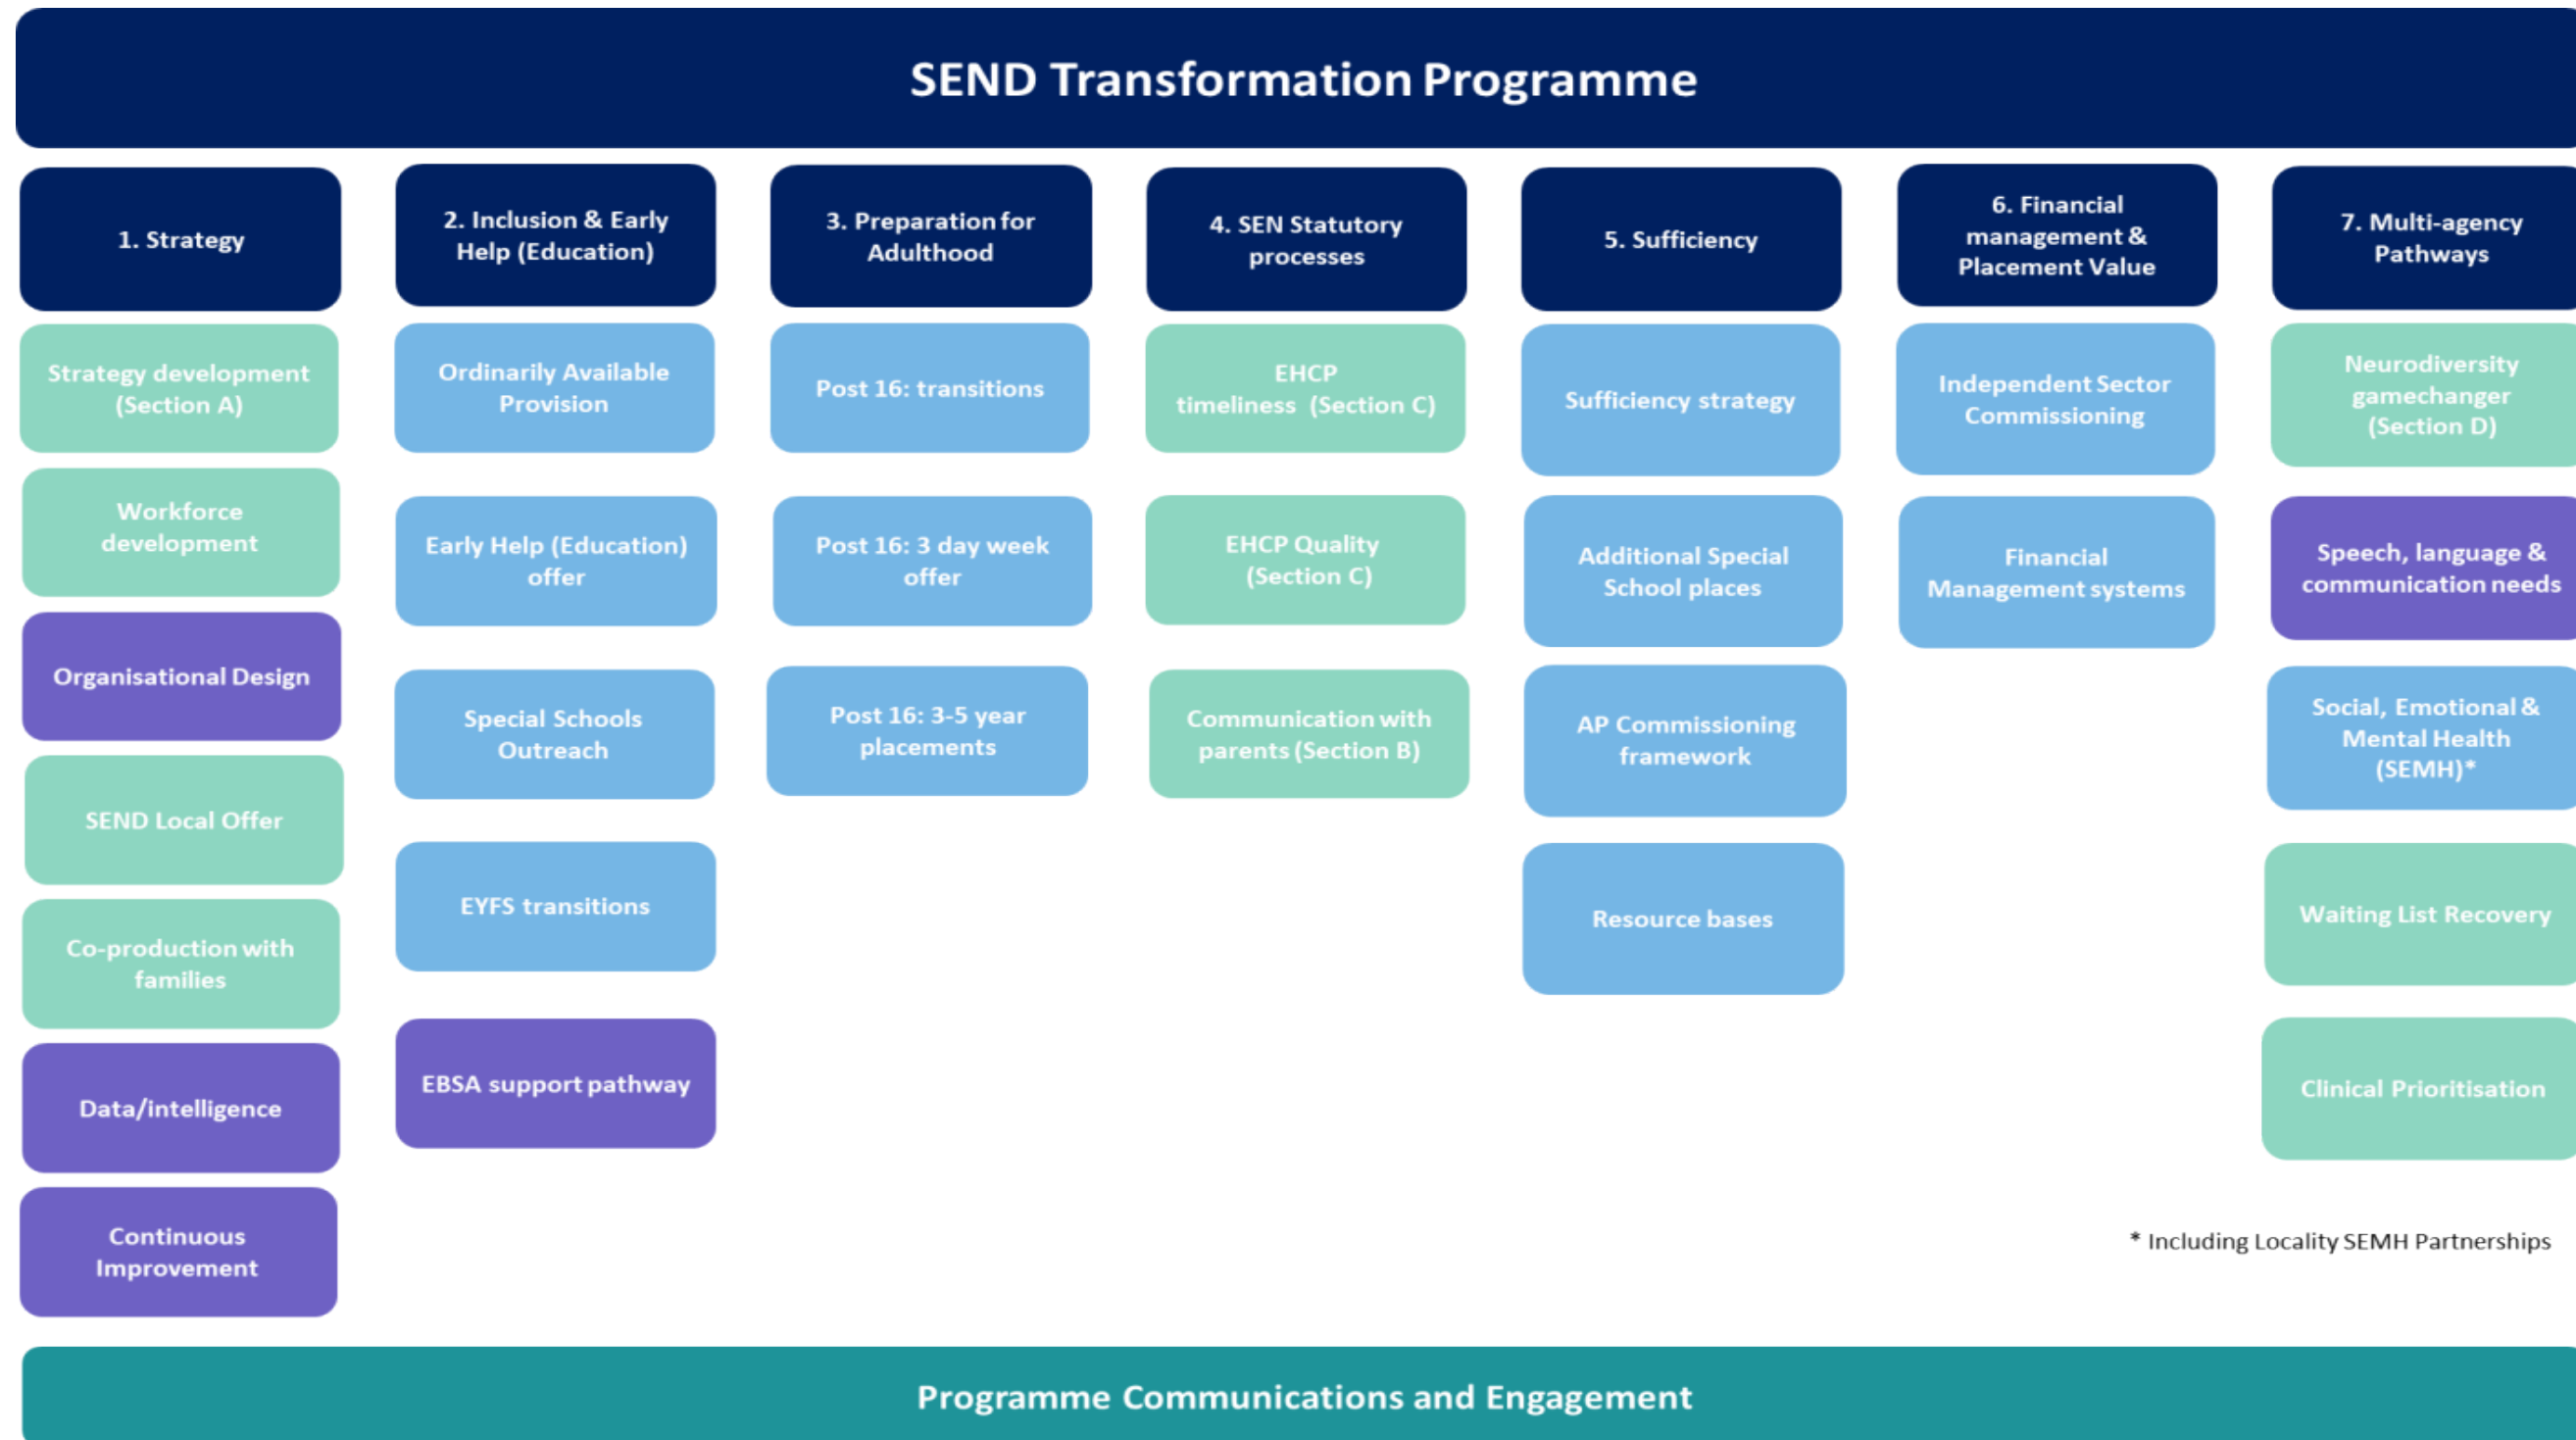 SEND Transformation Programme
1. Strategy
Strategy development
(Section A)
Workforce
development
Organisational Design
SEND Local Offer
Co-production with
families
Data/intelligence
Continuous
Improvement
2. Inclusion & Early
Help (Education)
Ordinarily Available
Provision
Early Help (Education)
offer
Special Schools
Outreach
EYFS transitions
EBSA support pathway
3. Preparation for
Adulthood
Post 16: transitions
Post 16: 3 day week
offer
Post 16: 3-5 year
placements
4. SEN Statutory
processes
EHCP
timeliness (Section C)
EHCP Quality
(Section C)
Communication with
parents (Section B)
5. Sufficiency
Sufficiency strategy
Additional Special
School places
AP Commissioning
framework
Resource bases
6. Financial
management &
Placement Value
Independent Sector
Commissioning
Financial
Management systems
7. Multi-agency
Pathways
Neurodiversity
gamechanger
(Section D)
Speech, language &
communication needs
Social, Emotional &
Mental Health
(SEMH)*
Waiting List Recovery
Clinical Prioritisation
* Including Locality SEMH Partnerships
Programme Communications and Engagement